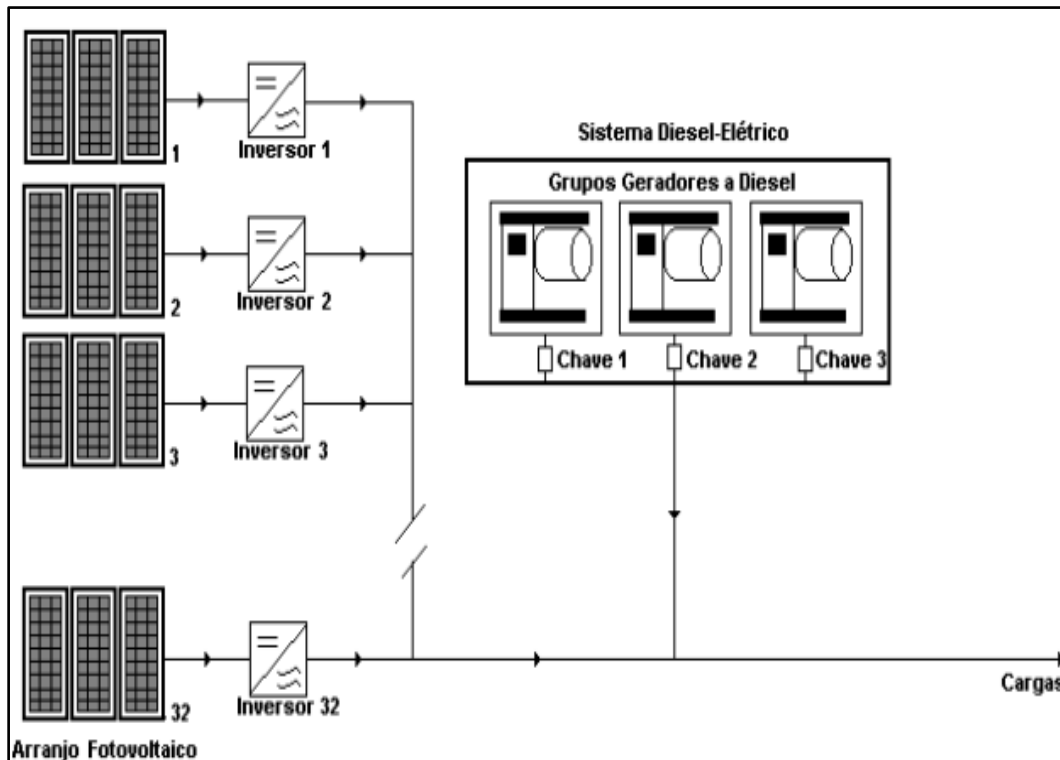 1
Inversor 1
2
Inversor 2
3
Inversor 3
32
Inversor 32
Arranjo Fotovoltaico
Sistema Diesel-Elétrico
Grupos Geradores a Diesel
Chave 1
Chave 2
Chave 3
Cargas